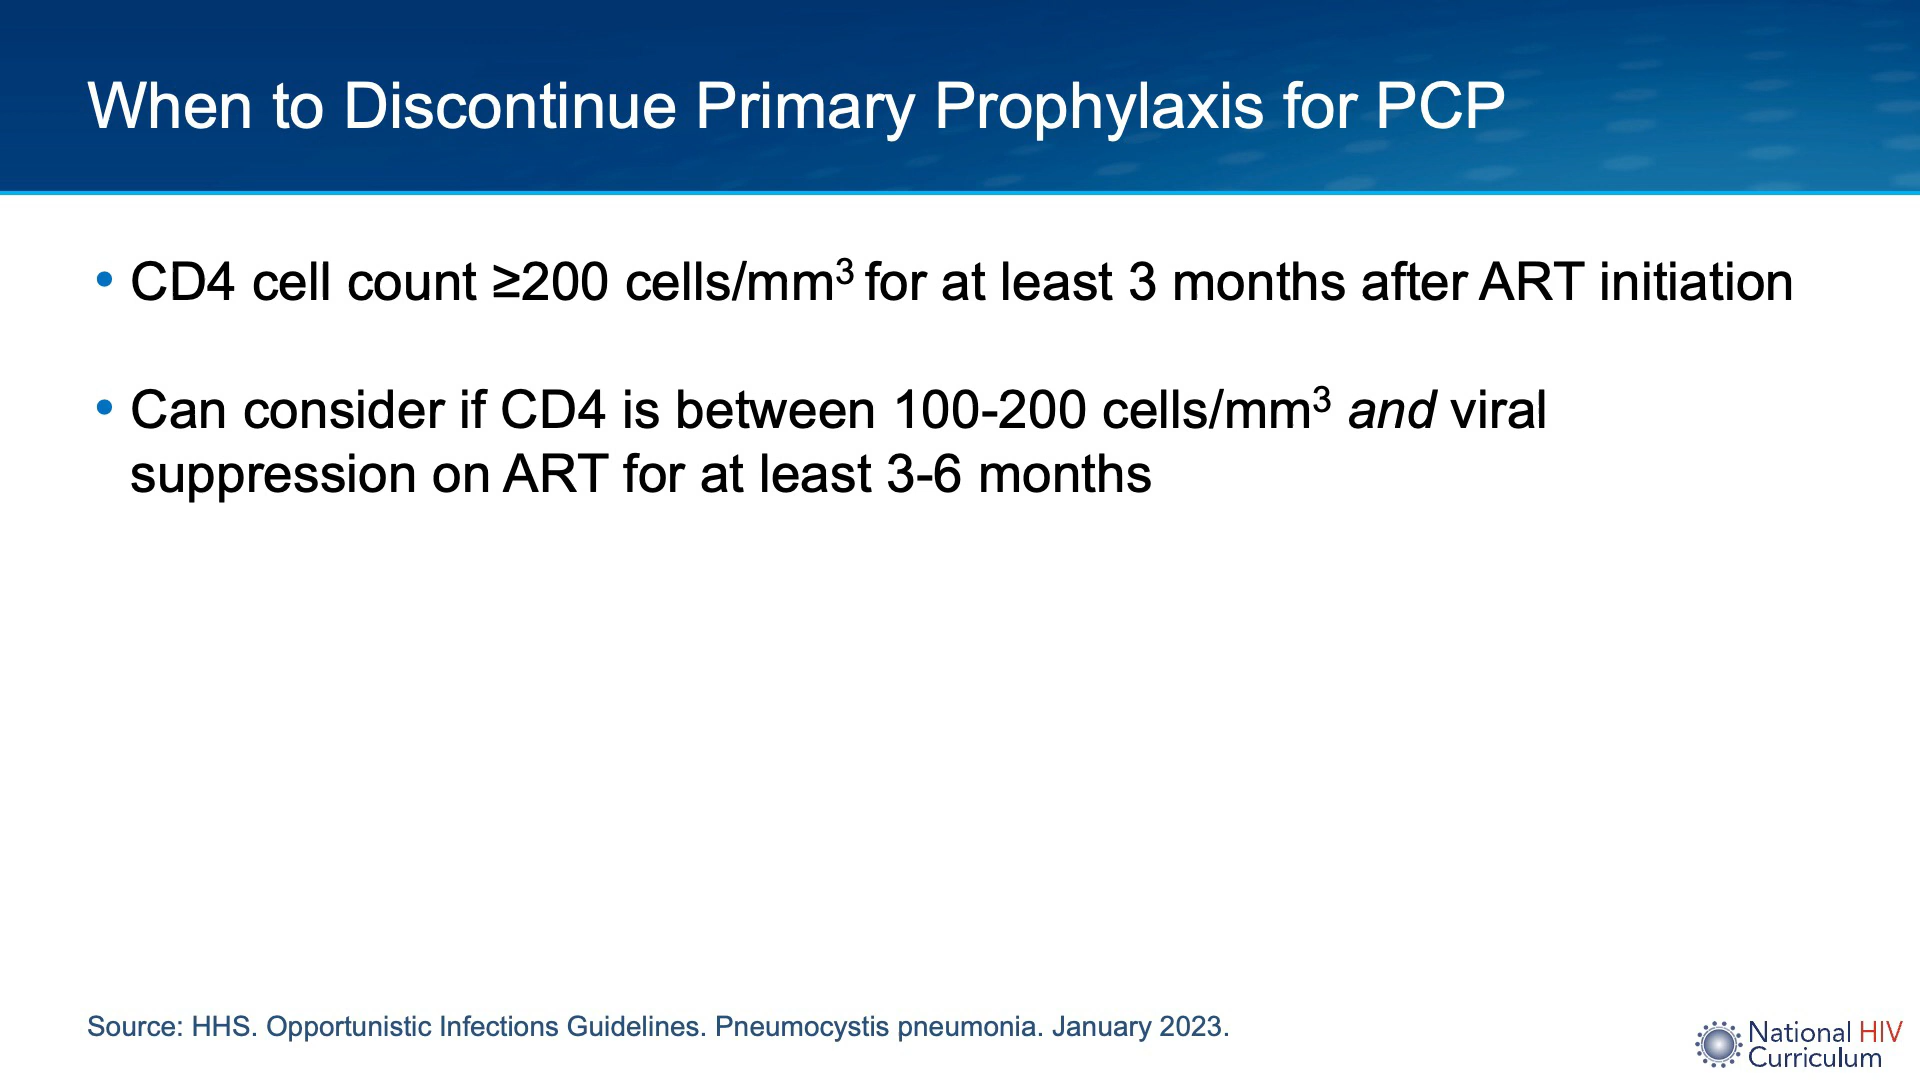 When to Discontinue Primary Prophylaxis for PCP
• CD4 cell count ≥200 cells/mm³ for at least 3 months after ART initiation
• Can consider if CD4 is between 100-200 cells/mm³ and viral
suppression on ART for at least 3-6 months
Source: HHS. Opportunistic Infections Guidelines. Pneumocystis pneumonia. January 2023.
National HIV
Curriculum